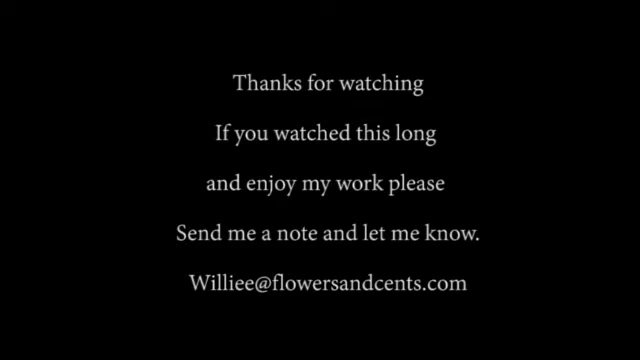 Thanks for watching
If you watched this long
and enjoy my work please
Send me a note and let me know.
Williee@flowersandcents.com